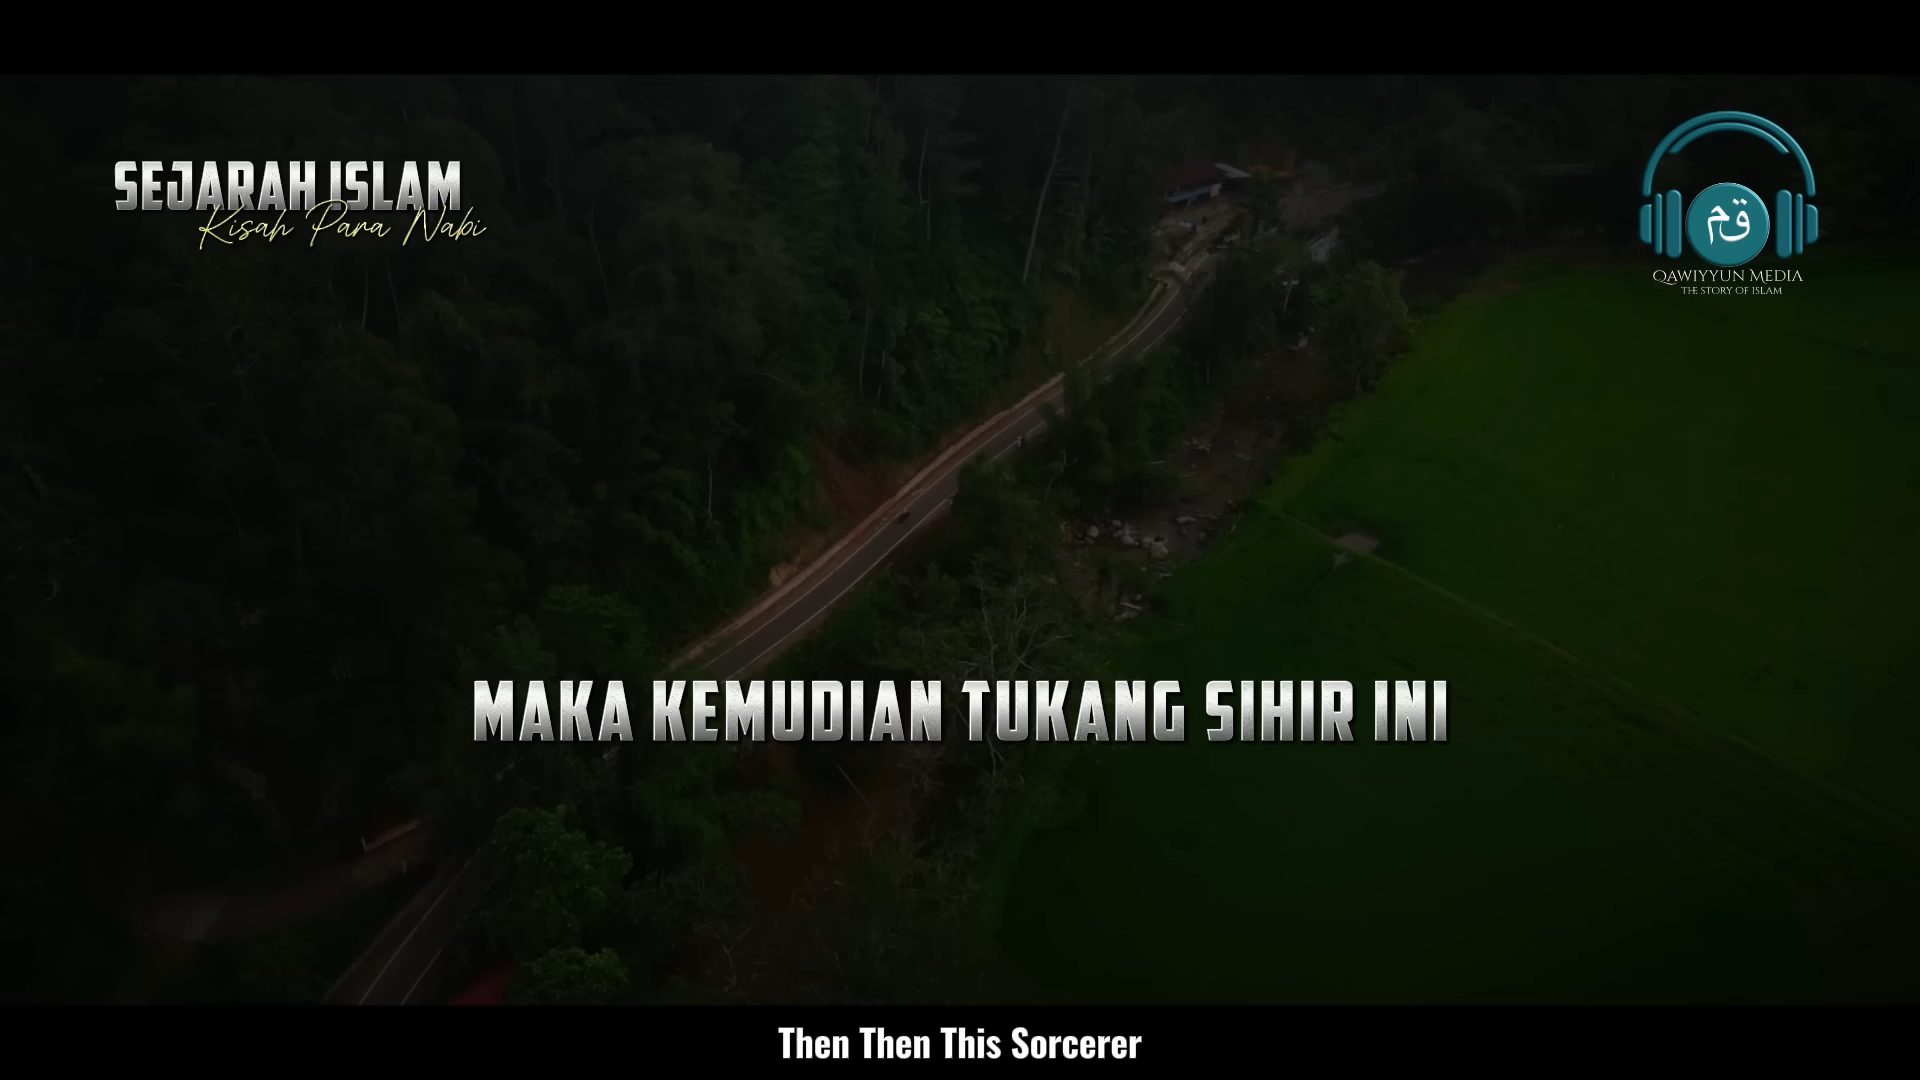 SEJARAH ISLAM
Kisah Para Nabi
قم
QAWIYYUN MEDIA
THE STORY OF ISLAM
MAKA KEMUDIAN TUKANG SIHIR INI
Then Then This Sorcerer